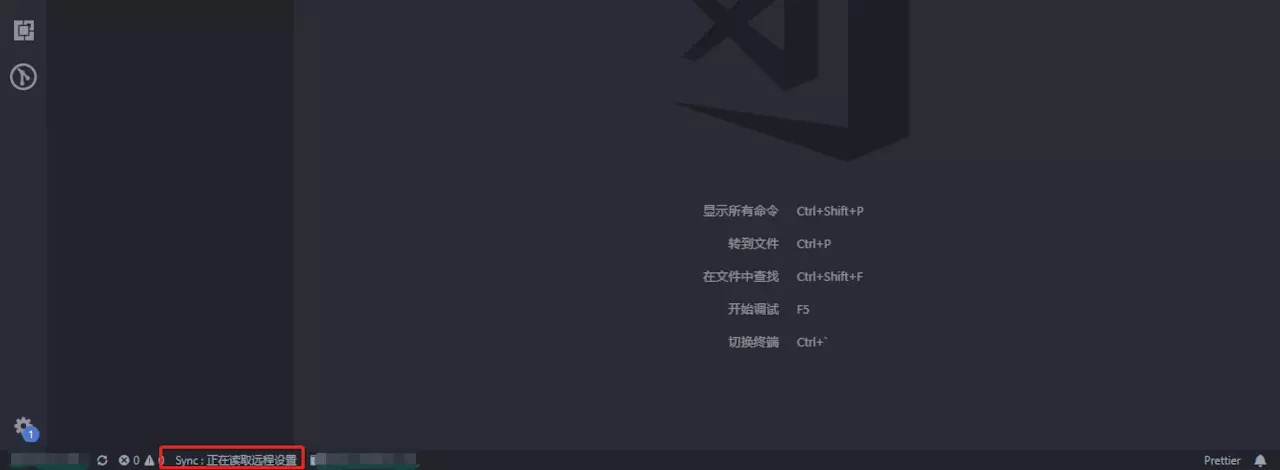 显示所有命令 Ctrl+Shift+P
转到文件 Ctrl+P
在文件中查找 Ctrl+Shift+F
开始调试 F5
切换终端 Ctrl+`
1
0 Sync : 正在读取远程设置 Prettier